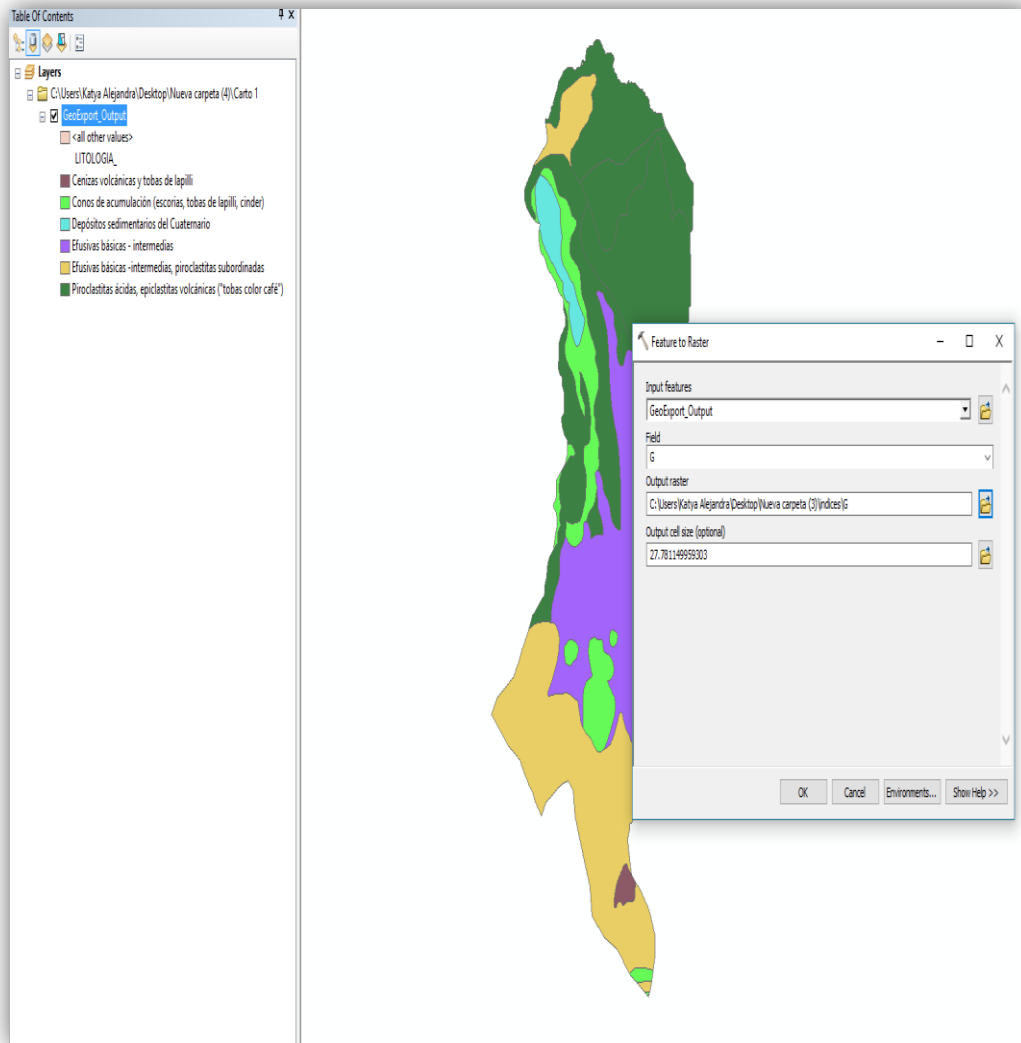 Table Of Contents
Layers
C:\Users\Katya Alejandra\Desktop\Nueva carpeta (4)\Carto 1
GeoExport_Output
<all other values>
LITOLOGIA_
Cenizas volcánicas y tobas de lapilli
Conos de acumulación (escorias, tobas de lapilli, cinder)
Depósitos sedimentarios del Cuaternario
Efusivas básicas - intermedias
Efusivas básicas -intermedias, piroclastitas subordinadas
Piroclastitas ácidas, epiclastitas volcánicas ("tobas color café")
Feature to Raster
Input features
GeoExport_Output
Field
G
Output raster
C:\Users\Katya Alejandra\Desktop\Nueva carpeta (3)\indices\G
Output cell size (optional)
27.781149959303
OK
Cancel
Environments...
Show Help >>